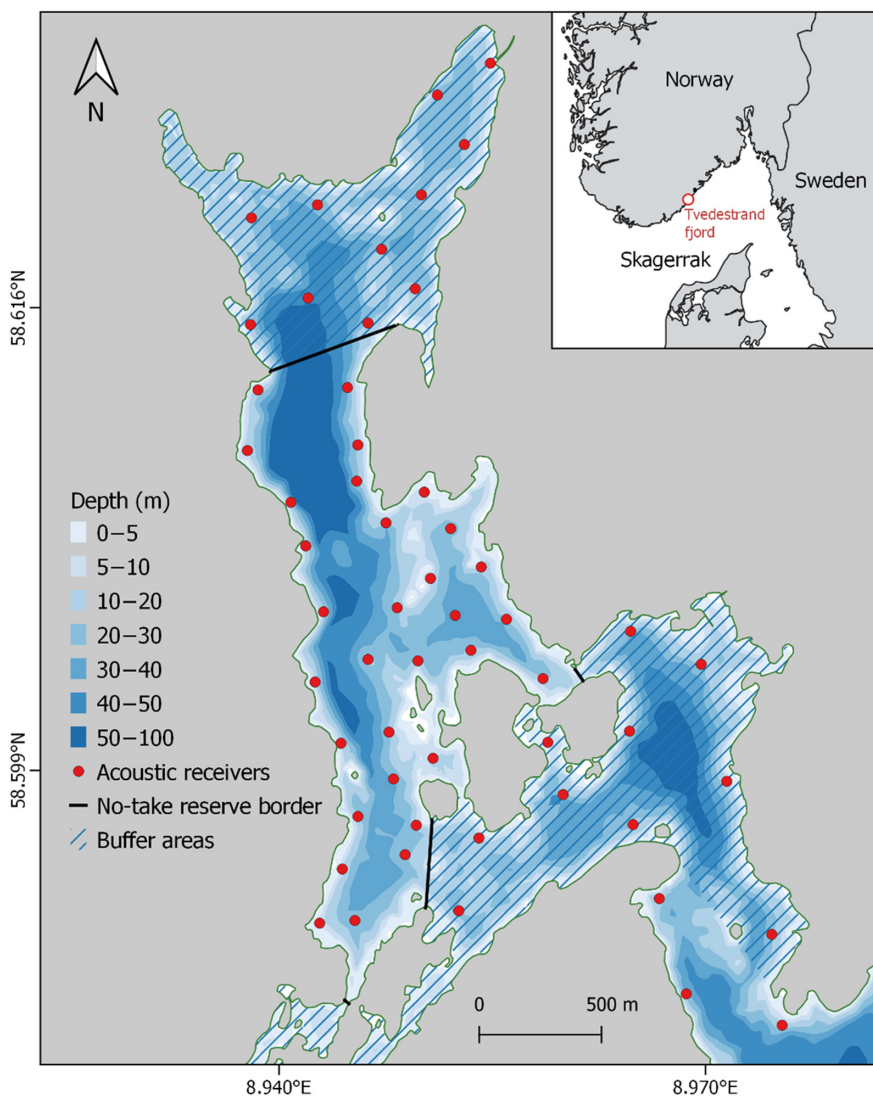 N
Norway
Sweden
Tvedestrand
fjord
Skagerrak
58.616°N
Depth (m)
0–5
5–10
10–20
20–30
30–40
40–50
50–100
Acoustic receivers
No-take reserve border
Buffer areas
58.599°N
0 500 m
8.940°E 8.970°E